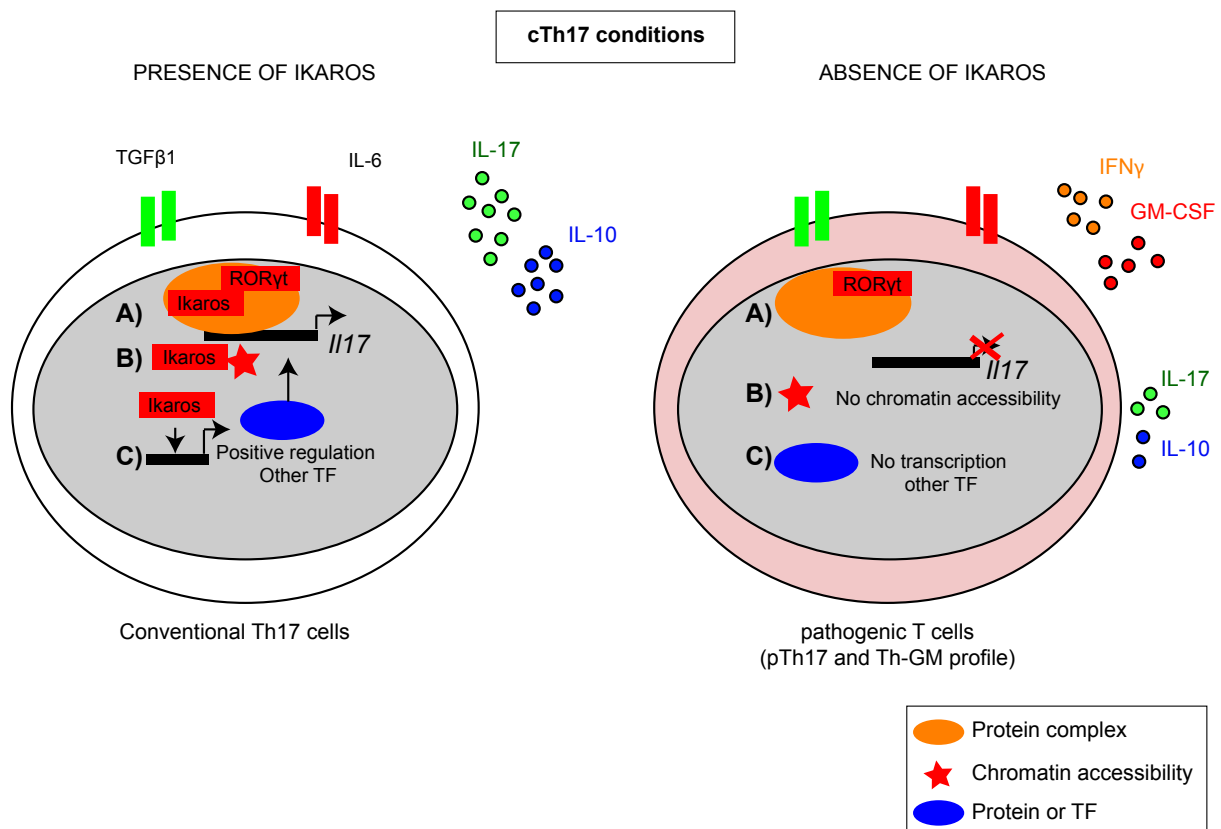 cTh17 conditions
PRESENCE OF IKAROS
ABSENCE OF IKAROS
TGFβ1
IL-6
IL-17
IL-10
RORγt
Ikaros
A)
Il17
B)
Ikaros
Ikaros
C)
Positive regulation
Other TF
Conventional Th17 cells
IFNγ
GM-CSF
RORγt
A)
Il17
B)
No chromatin accessibility
C)
No transcription
other TF
IL-17
IL-10
pathogenic T cells
(pTh17 and Th-GM profile)
Protein complex
Chromatin accessibility
Protein or TF